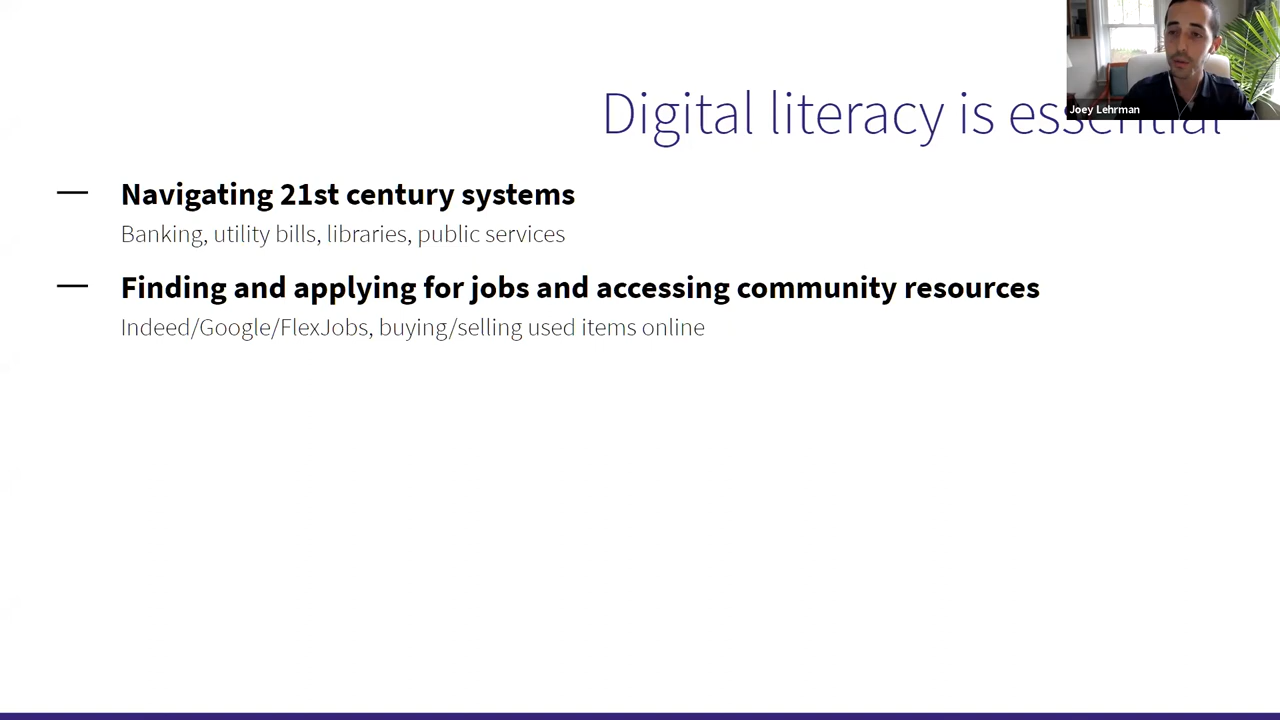 Joey Lehrman
Digital literacy is essential
— Navigating 21st century systems
Banking, utility bills, libraries, public services
— Finding and applying for jobs and accessing community resources
Indeed/Google/FlexJobs, buying/selling used items online